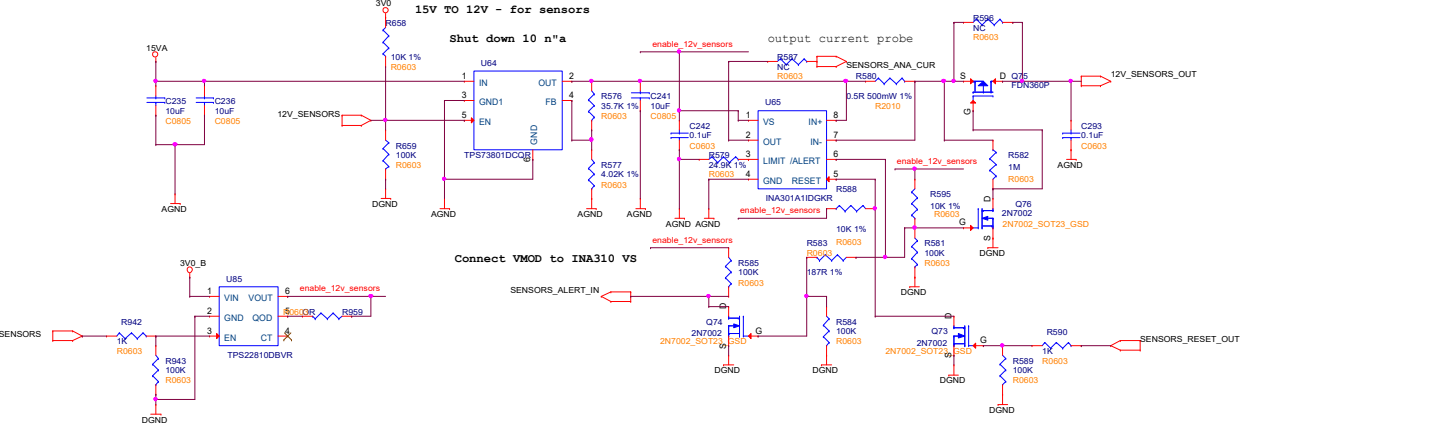 15V TO 12V - for sensors
Shut down 10 n"a
output current probe
3V0
R658
10K 1%
R0603
15VA
C235
10uF
C0805
C236
10uF
C0805
AGND
12V_SENSORS
R659
100K
R0603
DGND
U64
1
IN
OUT
2
3
GND1
FB
4
5
EN
GND
6
TPS73801DCQR
AGND
R576
35.7K 1%
R0603
R577
4.02K 1%
R0603
AGND
C241
10uF
C0805
AGND
enable_12v_sensors
C242
0.1uF
C0603
AGND
R587
NC
R0603
SENSORS_ANA_CUR
R579
24.9K 1%
R0603
AGND
U65
1
VS
IN+
8
2
OUT
IN-
7
3
LIMIT
/ALERT
6
4
GND
RESET
5
INA301A1IDGKR
R580
0.5R 500mW 1%
R2010
R596
NC
R0603
S
D
G
Q75
FDN360P
12V_SENSORS_OUT
C293
0.1uF
C0603
AGND
R582
1M
R0603
enable_12v_sensors
R595
10K 1%
R0603
R581
100K
R0603
DGND
D
G
S
Q76
2N7002
2N7002_SOT23_GSD
DGND
enable_12v_sensors
R588
10K 1%
R0603
Connect VMOD to INA310 VS
enable_12v_sensors
R585
100K
R0603
R583
R0603
187R 1%
SENSORS_ALERT_IN
D
Q74
2N7002
2N7002_SOT23_GSD
G
S
DGND
R584
100K
R0603
DGND
D
Q73
2N7002
2N7002_SOT23_GSD
G
S
DGND
R589
100K
R0603
DGND
R590
1K
R0603
SENSORS_RESET_OUT
3V0_B
U85
1
VIN
VOUT
6
2
GND
QOD
5
3
EN
CT
4
TPS22810DBVR
enable_12v_sensors
R0603
0R
R959
SENSORS
R942
1K
R0603
R943
100K
R0603
DGND